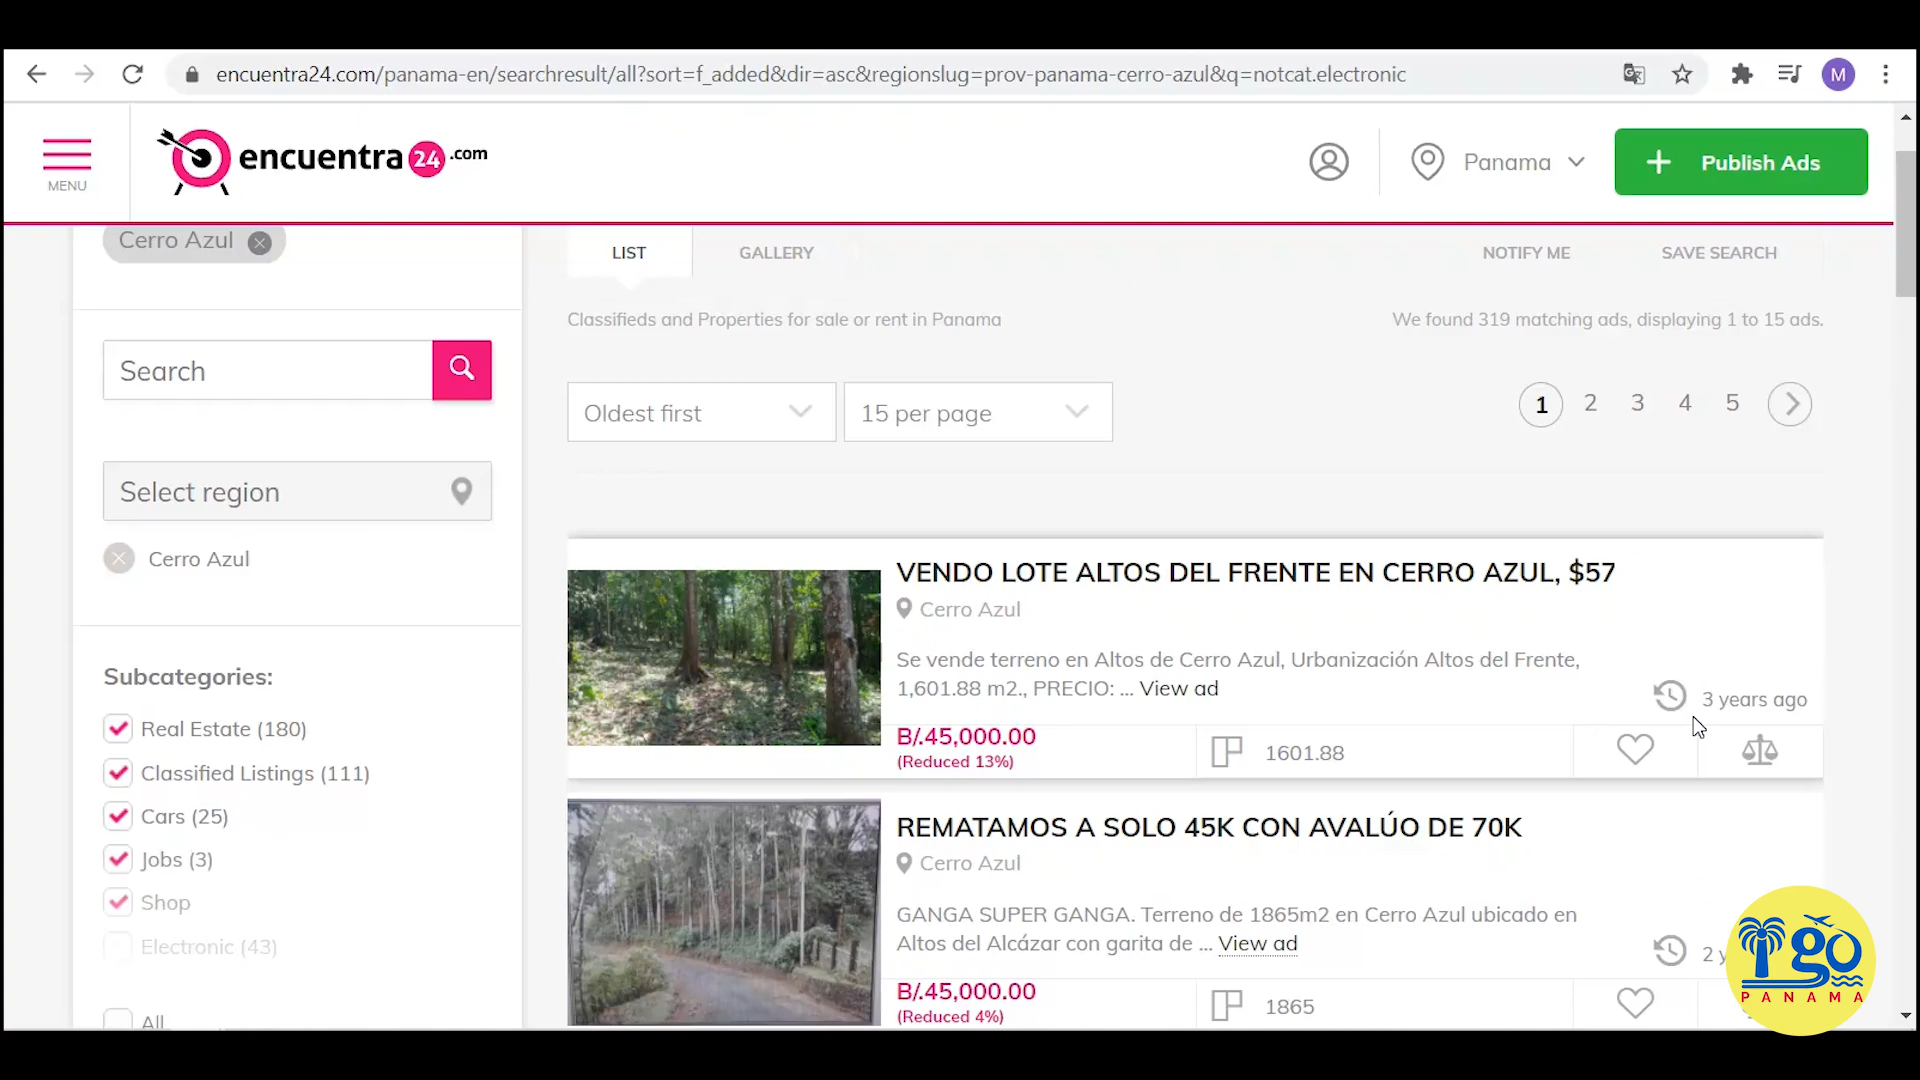 encuentra24.com/panama-en/searchresult/all?sort=f_added&dir=asc&regionslug=prov-panama-cerro-azul&q=notcat.electronic
M
MENU
encuentra24.com
Panama
+ Publish Ads
Cerro Azul
LIST
GALLERY
NOTIFY ME
SAVE SEARCH
Classifieds and Properties for sale or rent in Panama
We found 319 matching ads, displaying 1 to 15 ads.
Search
Oldest first
15 per page
1 2 3 4 5
Select region
Cerro Azul
Subcategories:
Real Estate (180)
Classified Listings (111)
Cars (25)
Jobs (3)
Shop
Electronic (43)
All
VENDO LOTE ALTOS DEL FRENTE EN CERRO AZUL, $57
Cerro Azul
Se vende terreno en Altos de Cerro Azul, Urbanización Altos del Frente,
1,601.88 m2., PRECIO: ... View ad
3 years ago
B/.45,000.00
(Reduced 13%)
1601.88
REMATAMOS A SOLO 45K CON AVALÚO DE 70K
Cerro Azul
GANGA SUPER GANGA. Terreno de 1865m2 en Cerro Azul ubicado en
Altos del Alcázar con garita de ... View ad
2 y
B/.45,000.00
(Reduced 4%)
1865
go
PANAMA